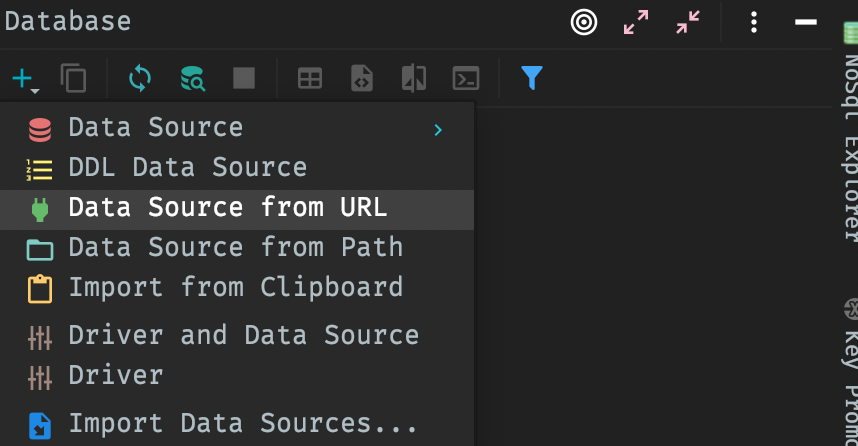 Database
Data Source
DDL Data Source
Data Source from URL
Data Source from Path
Import from Clipboard
Driver and Data Source
Driver
Import Data Sources...
NoSql Explorer
Key Prom